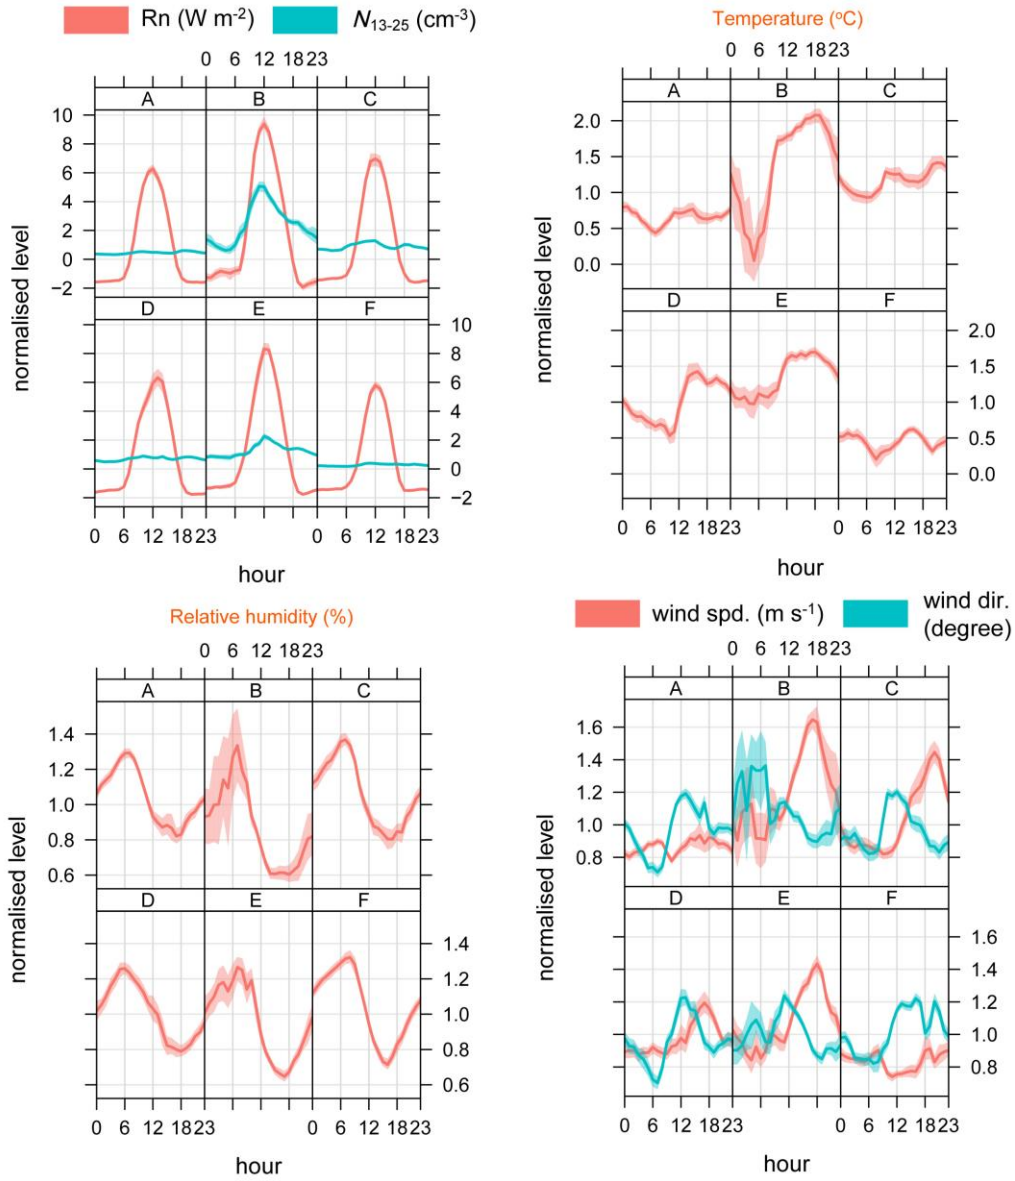 Rn (W m-2) N13-25 (cm-3)
0 6 12 18 23
A B C
10
8
6
4
2
0
−2
D E F
10
8
6
4
2
0
−2
0 6 12 18 23 0 6 12 18 23
normalised level
hour
Temperature (oC)
0 6 12 18 23
A B C
2.0
1.5
1.0
0.5
0.0
D E F
2.0
1.5
1.0
0.5
0.0
0 6 12 18 23 0 6 12 18 23
normalised level
hour
Relative humidity (%)
0 6 12 18 23
A B C
1.4
1.2
1.0
0.8
0.6
D E F
1.4
1.2
1.0
0.8
0.6
0 6 12 18 23 0 6 12 18 23
normalised level
hour
wind spd. (m s-1) wind dir.
(degree)
0 6 12 18 23
A B C
1.6
1.4
1.2
1.0
0.8
D E F
1.6
1.4
1.2
1.0
0.8
0 6 12 18 23 0 6 12 18 23
normalised level
hour